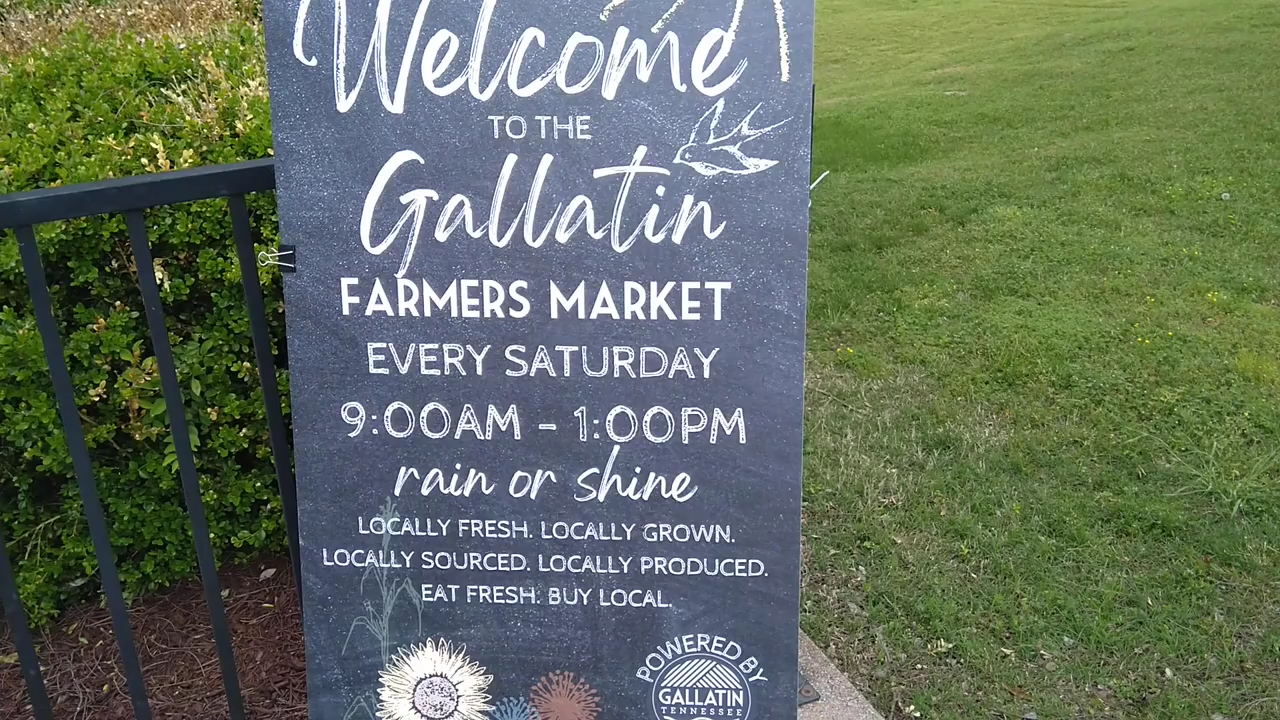 Welcome
TO THE
Gallatin
FARMERS MARKET
EVERY SATURDAY
9:00AM - 1:00PM
rain or shine
LOCALLY FRESH. LOCALLY GROWN.
LOCALLY SOURCED. LOCALLY PRODUCED.
EAT FRESH. BUY LOCAL.
POWERED BY
GALLATIN
TENNESSEE